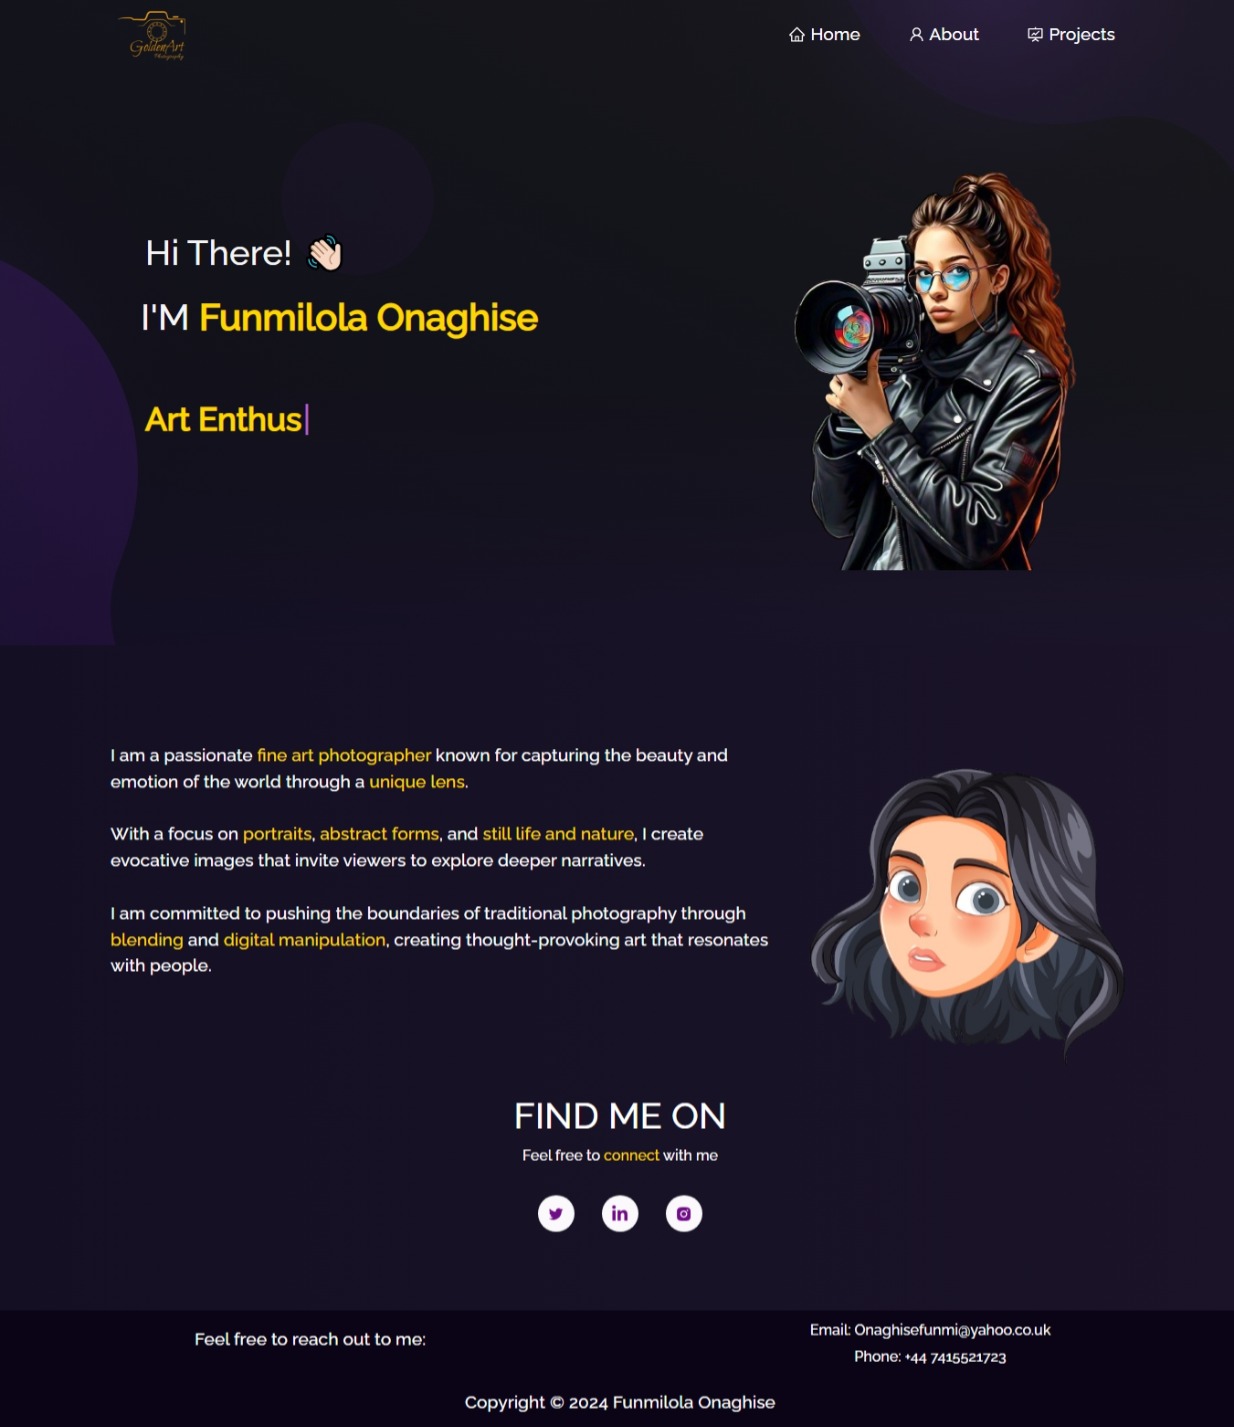 GoldenArt
Photography
Home
About
Projects
Hi There! 👋🏻
I'M Funmilola Onaghise
Art Enthus
I am a passionate fine art photographer known for capturing the beauty and
emotion of the world through a unique lens.
With a focus on portraits, abstract forms, and still life and nature, I create
evocative images that invite viewers to explore deeper narratives.
I am committed to pushing the boundaries of traditional photography through
blending and digital manipulation, creating thought-provoking art that resonates
with people.
FIND ME ON
Feel free to connect with me
in
Feel free to reach out to me:
Email: Onaghisefunmi@yahoo.co.uk
Phone: +44 7415521723
Copyright © 2024 Funmilola Onaghise